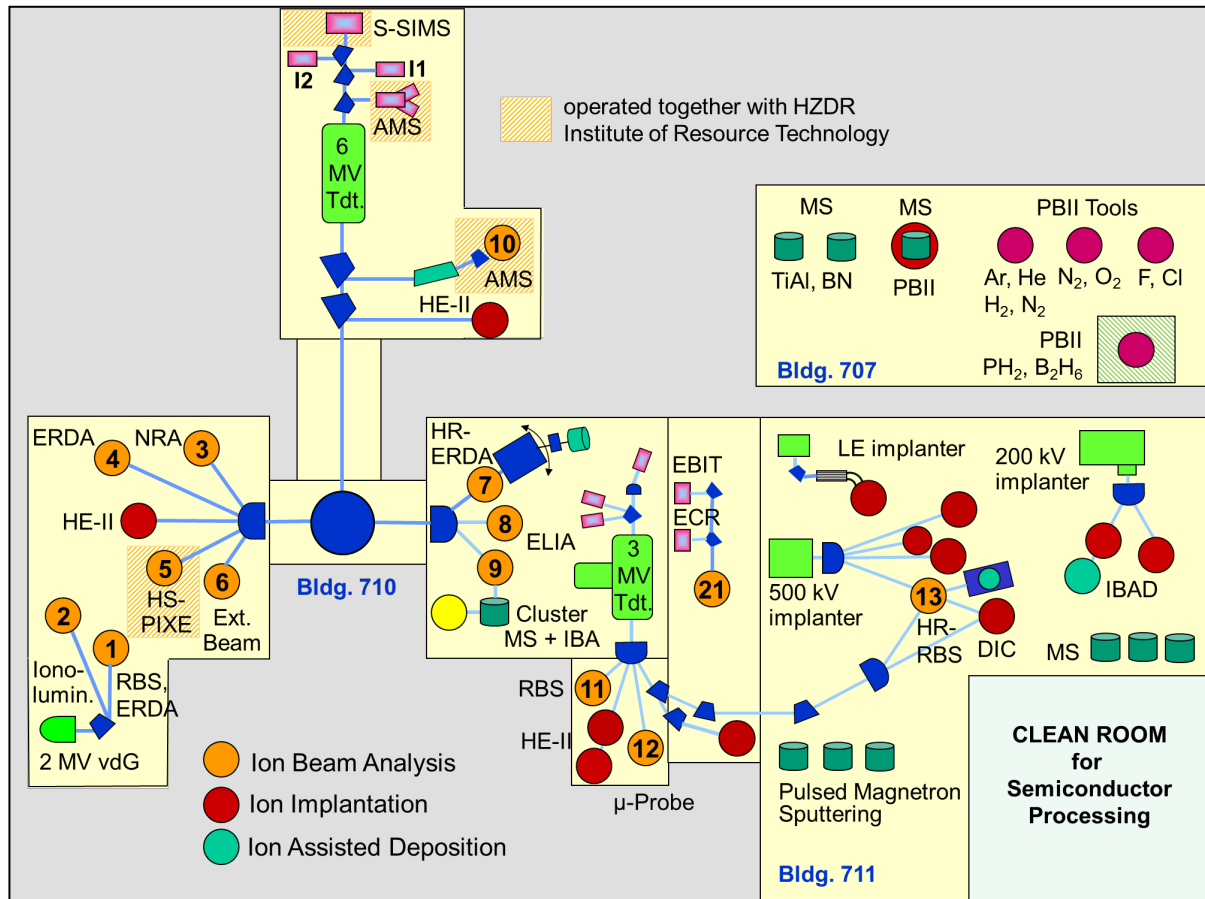 S-SIMS
I2
I1
AMS
6
MV
Tdt.
operated together with HZDR
Institute of Resource Technology
10
AMS
HE-II
MS
MS
PBII Tools
TiAl, BN
PBII
Ar, He
H₂, N₂
N₂, O₂
F, Cl
PBII
PH₂, B₂H₆
Bldg. 707
ERDA
NRA
3
4
HE-II
5
HS-
PIXE
6
Ext.
Beam
2
1
Iono-
lumin.
RBS,
ERDA
2 MV vdG
Bldg. 710
HR-
ERDA
7
8
ELIA
9
Cluster
MS + IBA
3
MV
Tdt.
EBIT
ECR
21
RBS
11
HE-II
12
µ-Probe
LE implanter
200 kV
implanter
500 kV
implanter
13
HR-
RBS
DIC
IBAD
MS
Pulsed Magnetron
Sputtering
Bldg. 711
CLEAN ROOM
for
Semiconductor
Processing
Ion Beam Analysis
Ion Implantation
Ion Assisted Deposition